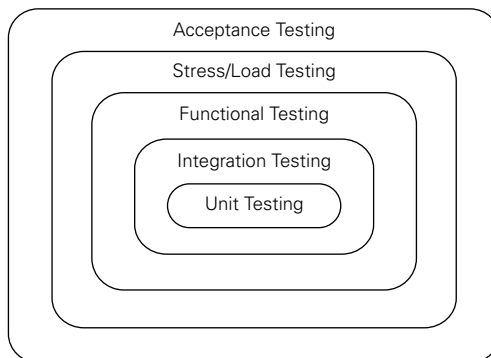 Acceptance Testing
Stress/Load Testing
Functional Testing
Integration Testing
Unit Testing